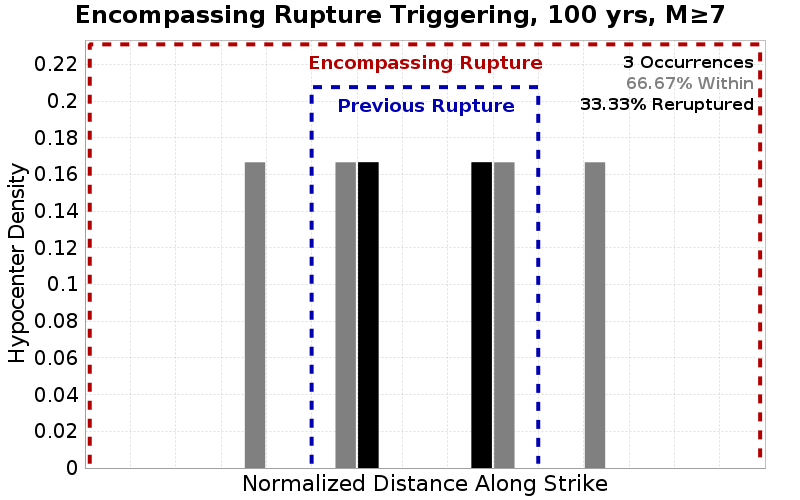 Encompassing Rupture Triggering, 100 yrs, M≥7
Encompassing Rupture
3 Occurrences
66.67% Within
33.33% Reruptured
Previous Rupture
Hypocenter Density
0.22
0.2
0.18
0.16
0.14
0.12
0.1
0.08
0.06
0.04
0.02
0
Normalized Distance Along Strike